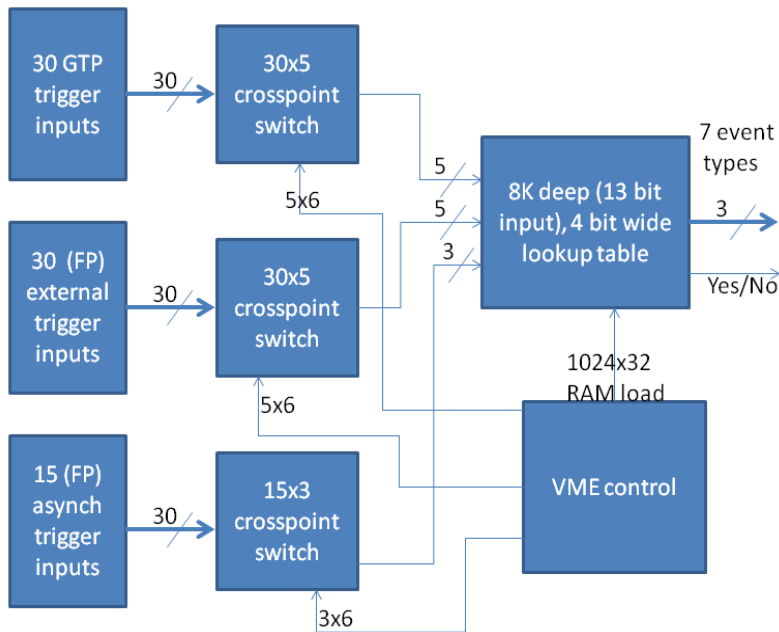 30 GTP
trigger
inputs
30
30x5
crosspoint
switch
5x6
30 (FP)
external
trigger
inputs
30
30x5
crosspoint
switch
5x6
15 (FP)
asynch
trigger
inputs
30
15x3
crosspoint
switch
3x6
5
5
3
8K deep (13 bit
input), 4 bit wide
lookup table
7 event
types
3
Yes/No
1024x32
RAM load
VME control